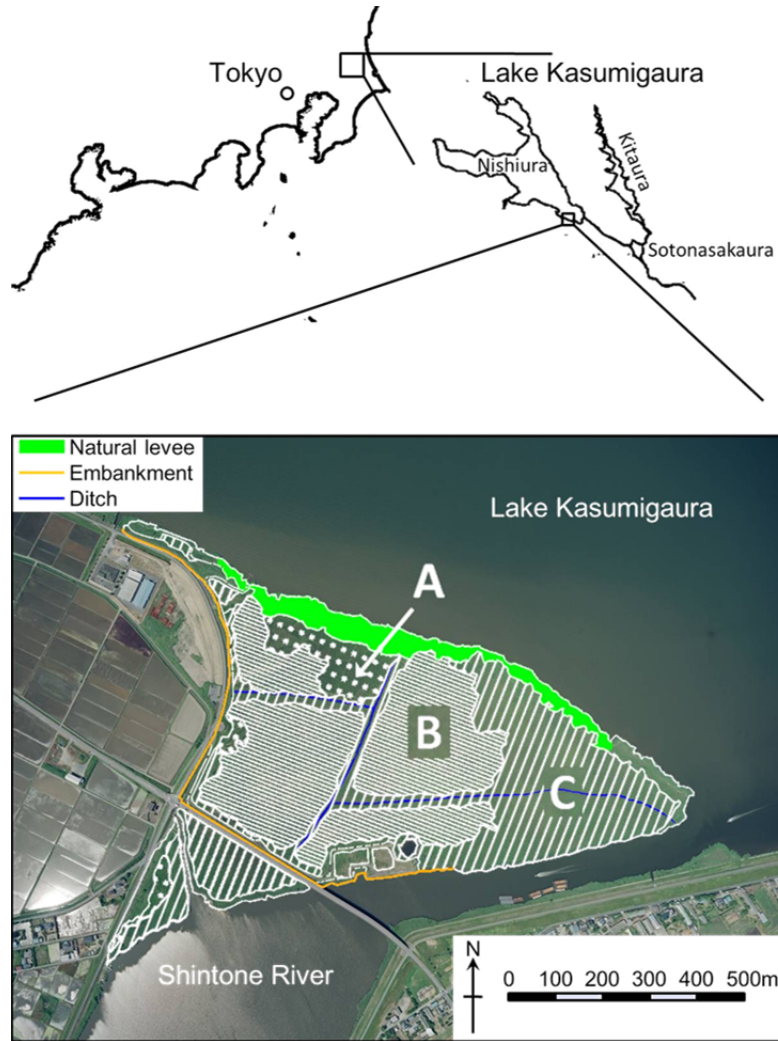 Tokyo
Lake Kasumigaura
Nishiura
Kitaura
Sotonasakaura
Natural levee
Embankment
Ditch
Lake Kasumigaura
A
B
C
Shintone River
N
0 100 200 300 400 500m